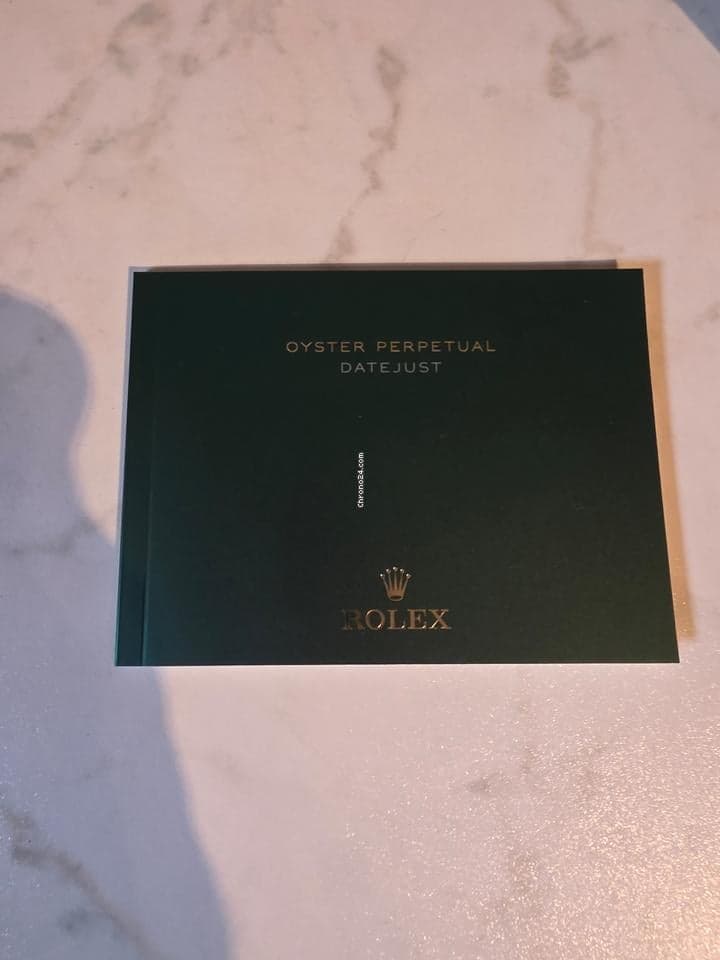 OYSTER PERPETUAL
DATEJUST
Chrono24.com
ROLEX